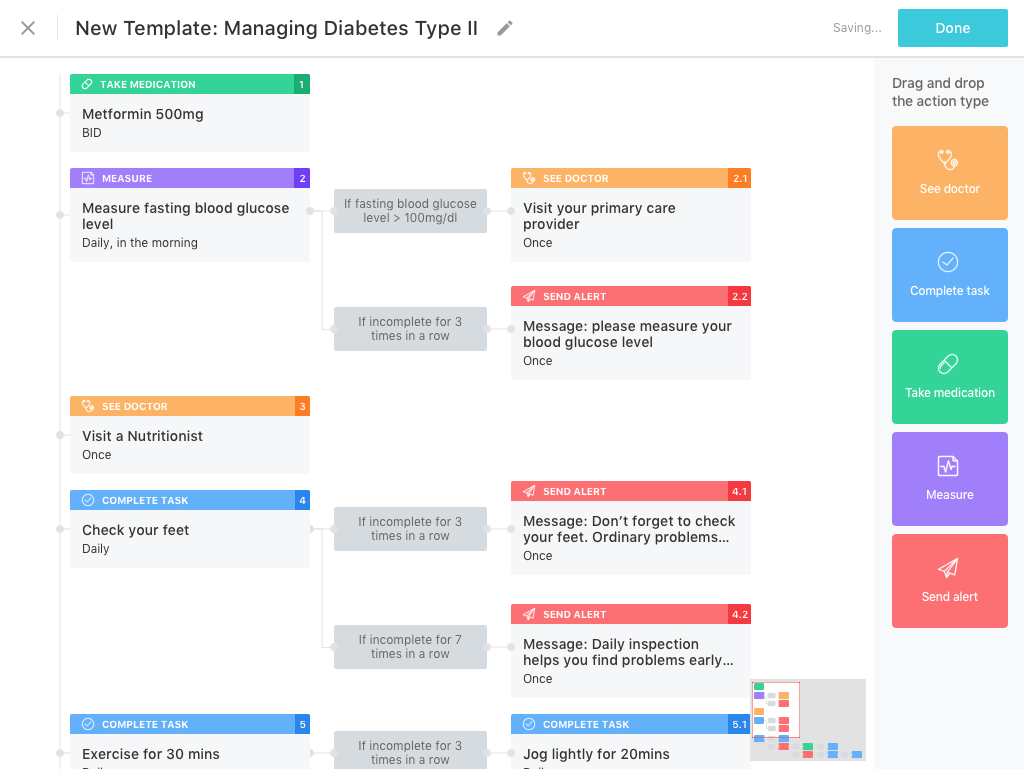 New Template: Managing Diabetes Type II
Saving...
Done
TAKE MEDICATION 1
Metformin 500mg
BID
MEASURE 2
Measure fasting blood glucose
level
Daily, in the morning
If fasting blood glucose
level > 100mg/dl
SEE DOCTOR 2.1
Visit your primary care
provider
Once
If incomplete for 3
times in a row
SEND ALERT 2.2
Message: please measure your
blood glucose level
Once
SEE DOCTOR 3
Visit a Nutritionist
Once
COMPLETE TASK 4
Check your feet
Daily
If incomplete for 3
times in a row
SEND ALERT 4.1
Message: Don’t forget to check
your feet. Ordinary problems...
Once
If incomplete for 7
times in a row
SEND ALERT 4.2
Message: Daily inspection
helps you find problems early...
Once
COMPLETE TASK 5
Exercise for 30 mins
If incomplete for 3
times in a row
COMPLETE TASK 5.1
Jog lightly for 20mins
Drag and drop
the action type
See doctor
Complete task
Take medication
Measure
Send alert